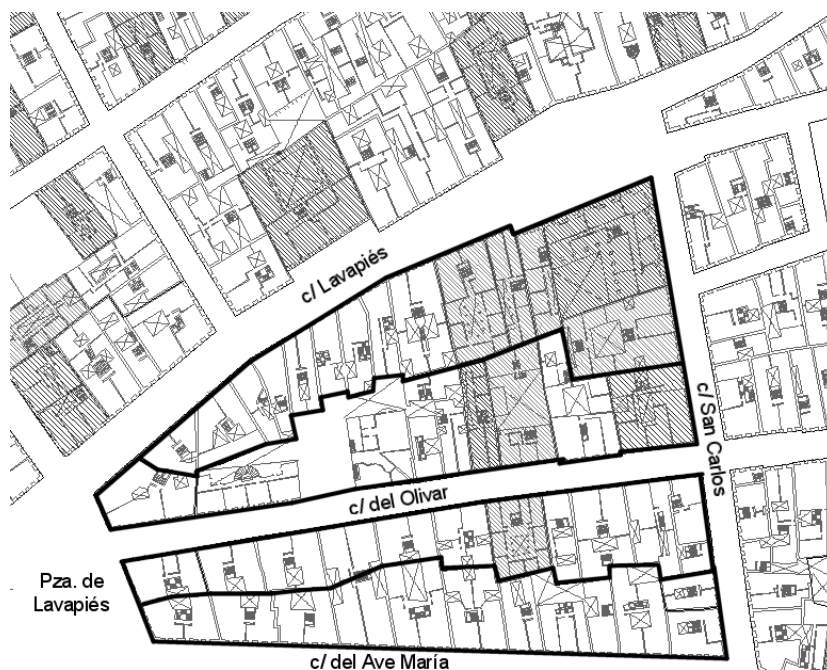 c/ Lavapiés
c/ San Carlos
c/ del Olivar
Pza. de
Lavapiés
c/ del Ave María